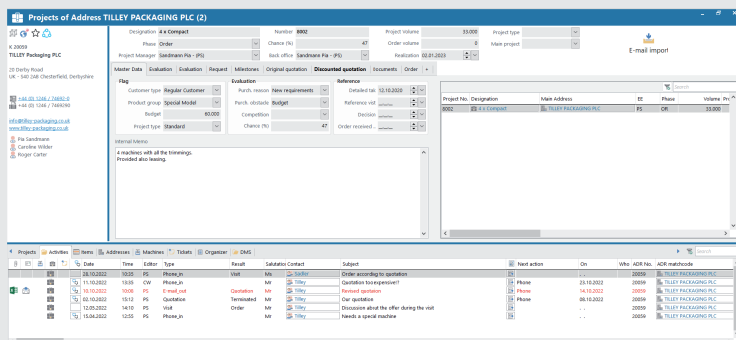 Projects of Address TILLEY PACKAGING PLC (2)
K 20059
TILLEY PACKAGING PLC
20 Derby Road
UK - S40 2AB Chesterfield, Derbyshire
+44 (0) 1246 / 74692-0
+44 (0) 1246 / 7469290
info@tilley-packaging.co.uk
www.tilley-packaging.co.uk
Pia Sandmann
Caroline Wilder
Roger Carter
Designation 4 x Compact Number 8002 Project Volume 33.000 Project type
Phase Order Chance (%) 47 Order volume 0 Main project
Project Manager Sandmann Pia - (PS) Back office Sandmann Pia - (PS) Realization 02.01.2023
E-mail import
Master Data Evaluation Evaluation Request Milestones Original quotation Discounted quotation Documents Order +
Flag Evaluation Reference
Customer type Regular Customer Purch. reason New requirements Detailed talk 12.10.2020
Product group Special Model Purch. obstacle Budget Reference visit
Budget 60.000 Competition Decision
Project type Standard Chance (%) 47 Order received ..
Internal Memo
4 machines with all the trimmings.
Provided also leasing.
Search
Project No. Designation Main Address EE Phase Volume
8002 4 x Compact TILLEY PACKAGING PLC PS OR 33.000
Projects Activities Items Addresses Machines Tickets Organizer DMS Search
Date Time Editor Type Result Salutation Contact Subject Next action On Who ADR No. ADR matchcode
28.10.2022 10:35 PS Phone_in Visit Ms Sadler Order according to quotation . . 20059 TILLEY PACKAGING PLC
11.10.2022 13:35 CW Phone_in Mr Tilley Quotation too expensive? Phone 23.10.2022 20059 TILLEY PACKAGING PLC
10.10.2022 10:08 PS E-mail_out Quotation Mr Tilley Revised quotation Phone 14.10.2022 20059 TILLEY PACKAGING PLC
02.10.2022 15:12 PS Quotation Terminated Mr Tilley Our quotation Phone 08.10.2022 20059 TILLEY PACKAGING PLC
12.05.2022 14:10 PS Visit Order Mr Tilley Discussion about the offer during the visit . . 20059 TILLEY PACKAGING PLC
15.04.2022 12:55 PS Phone_in Mr Tilley Needs a special machine . . 20059 TILLEY PACKAGING PLC